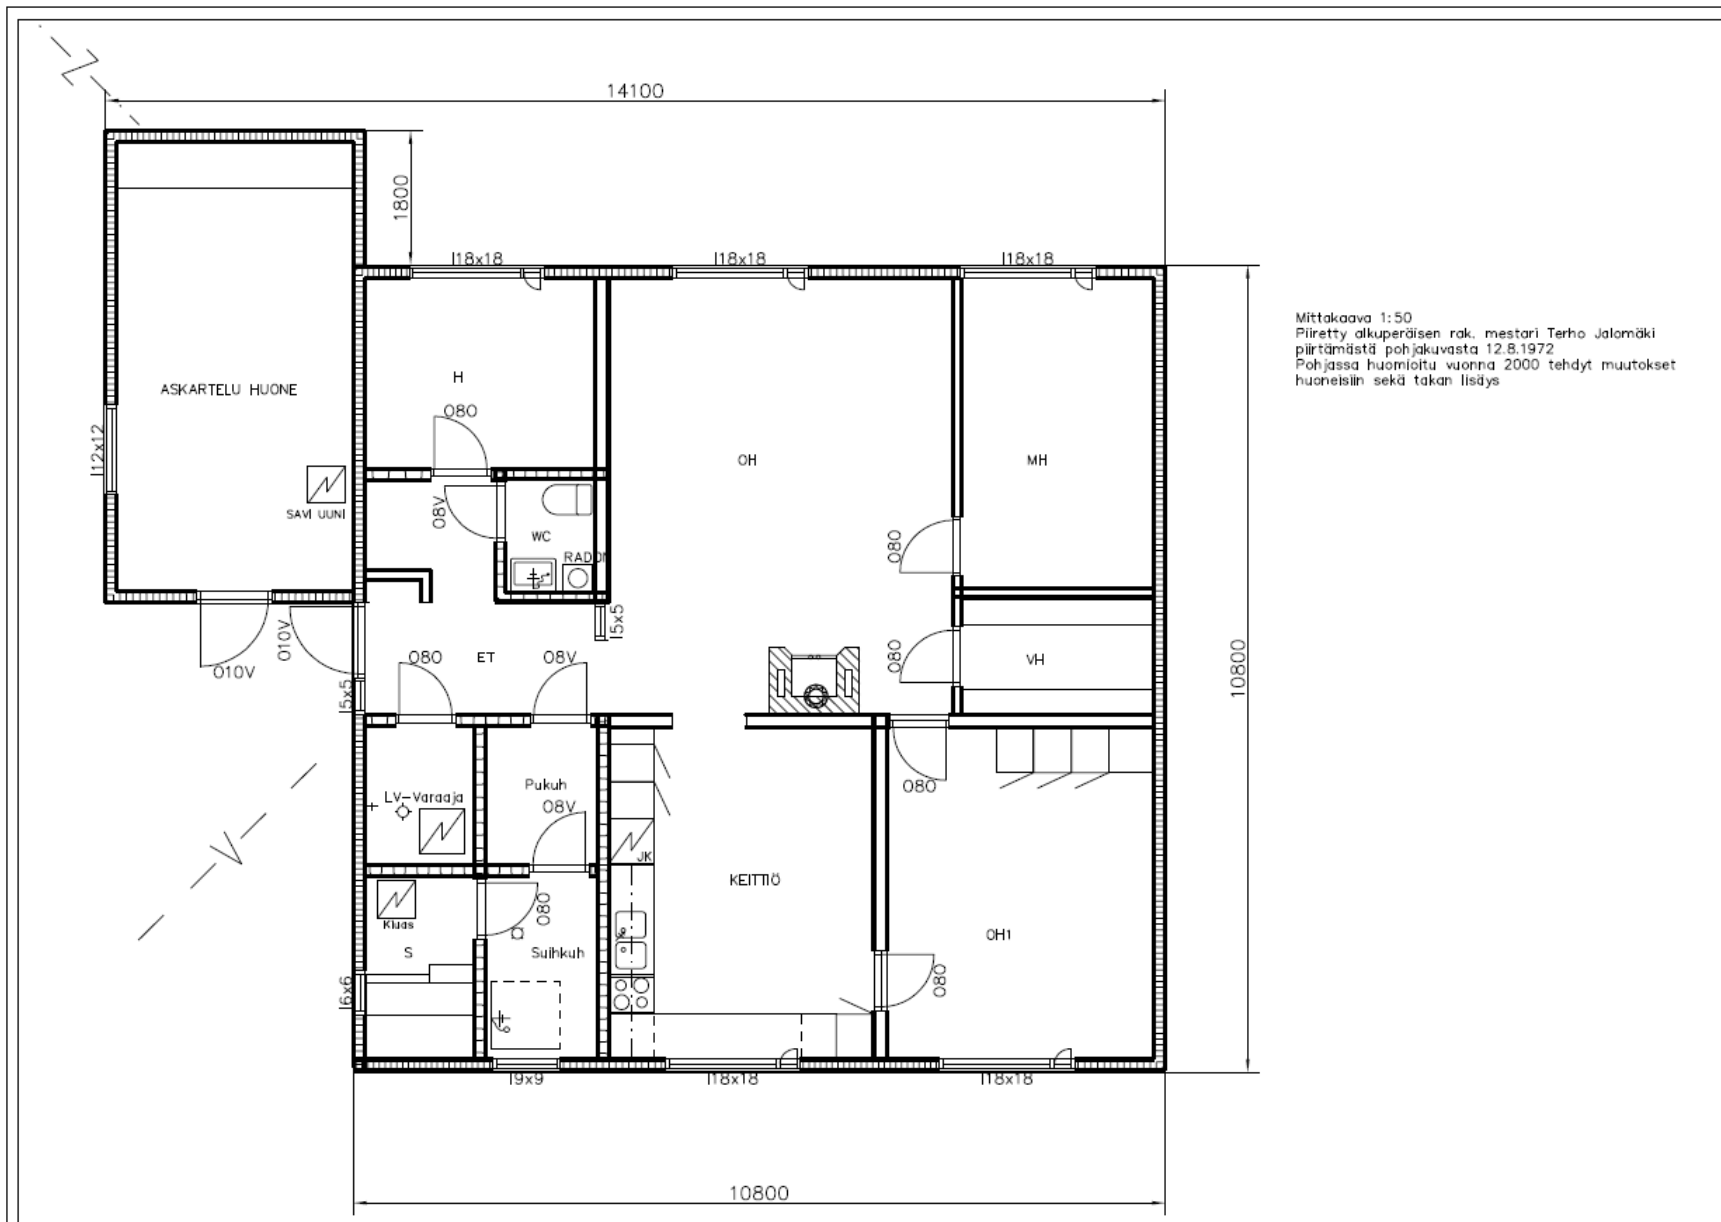 14100
1800
I18x18
I18x18
I18x18
Mittakaava 1:50
Piiretty alkuperäisen rak. mestari Terho Jalomäki
piirtämästä pohjakuvasta 12.8.1972
Pohjassa huomioitu vuonna 2000 tehdyt muutokset
huoneisiin sekä takan lisäys
ASKARTELU HUONE
H
O80
I12x12
OH
MH
SAVI UUNI
O8V
WC
RADON
O80
I5x5
O10V
O10V
O80
ET
O8V
O80
VH
10800
I5x5
O80
LV-Varaaja
Pukuh
O8V
JK
KEITTIÖ
Kiuas
O80
S
Suihkuh
OH1
O80
I6x6
I9x9
I18x18
I18x18
10800